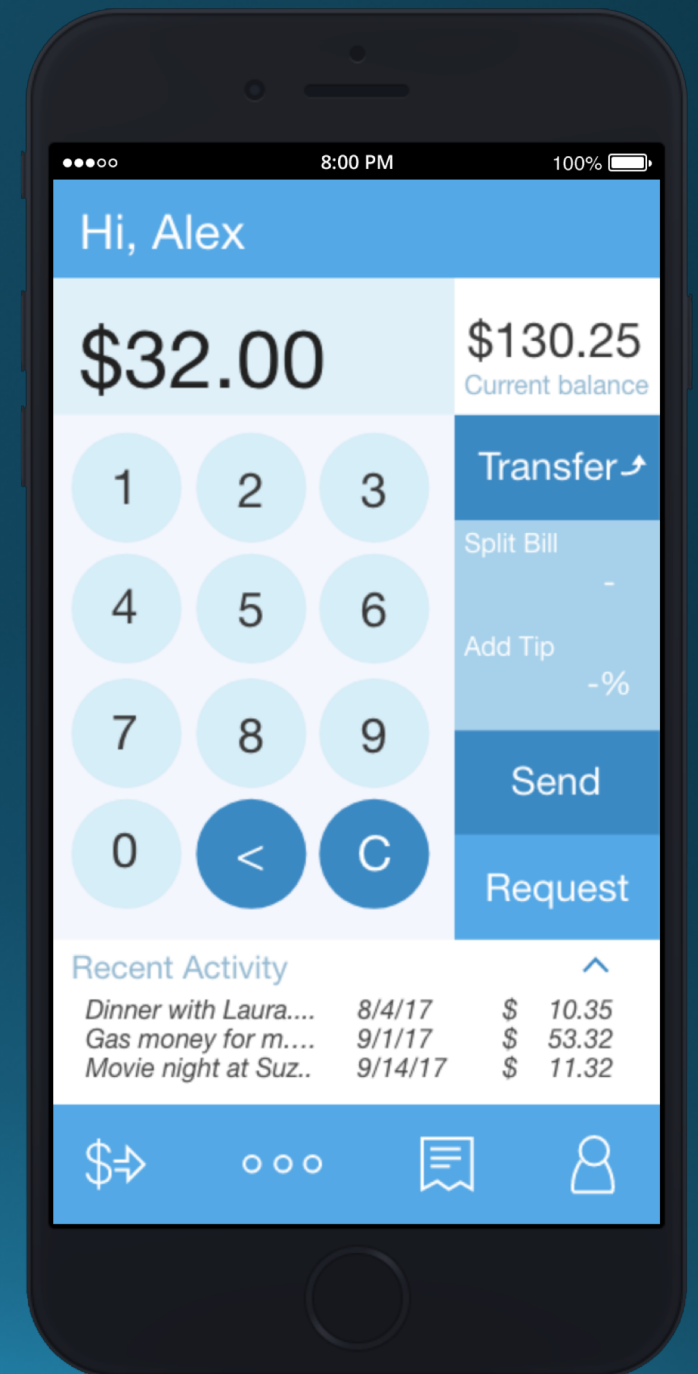 8:00 PM 100%
Hi, Alex
$32.00
$130.25
Current balance
1 2 3
4 5 6
7 8 9
0 < C
Transfer
Split Bill
-
Add Tip
-%
Send
Request
Recent Activity
Dinner with Laura.... 8/4/17 $ 10.35
Gas money for m.... 9/1/17 $ 53.32
Movie night at Suz.. 9/14/17 $ 11.32
$